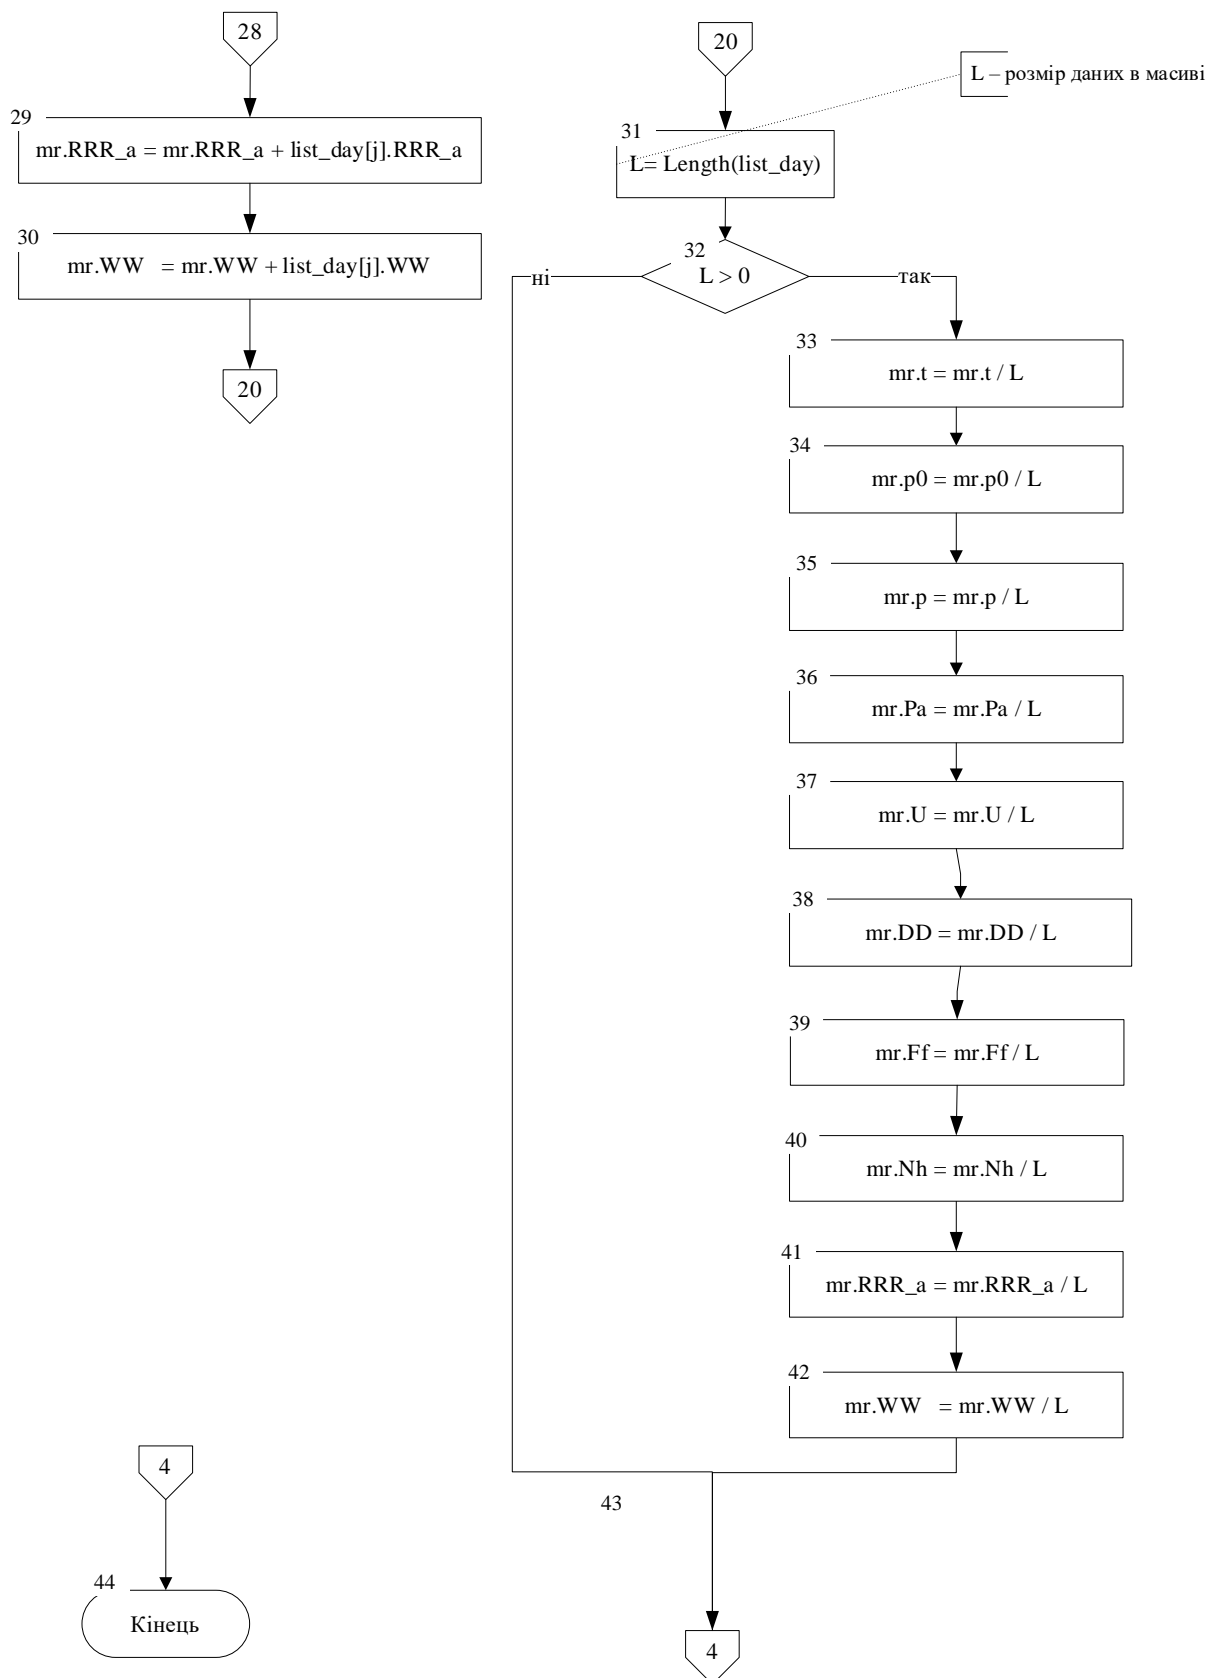 28
29
mr.RRR_a = mr.RRR_a + list_day[j].RRR_a
30
mr.WW = mr.WW + list_day[j].WW
20
20
L – розмір даних в масиві
31
L= Length(list_day)
32
L > 0
ні
так
33
mr.t = mr.t / L
34
mr.p0 = mr.p0 / L
35
mr.p = mr.p / L
36
mr.Pa = mr.Pa / L
37
mr.U = mr.U / L
38
mr.DD = mr.DD / L
39
mr.Ff = mr.Ff / L
40
mr.Nh = mr.Nh / L
41
mr.RRR_a = mr.RRR_a / L
42
mr.WW = mr.WW / L
43
4
4
44
Кінець